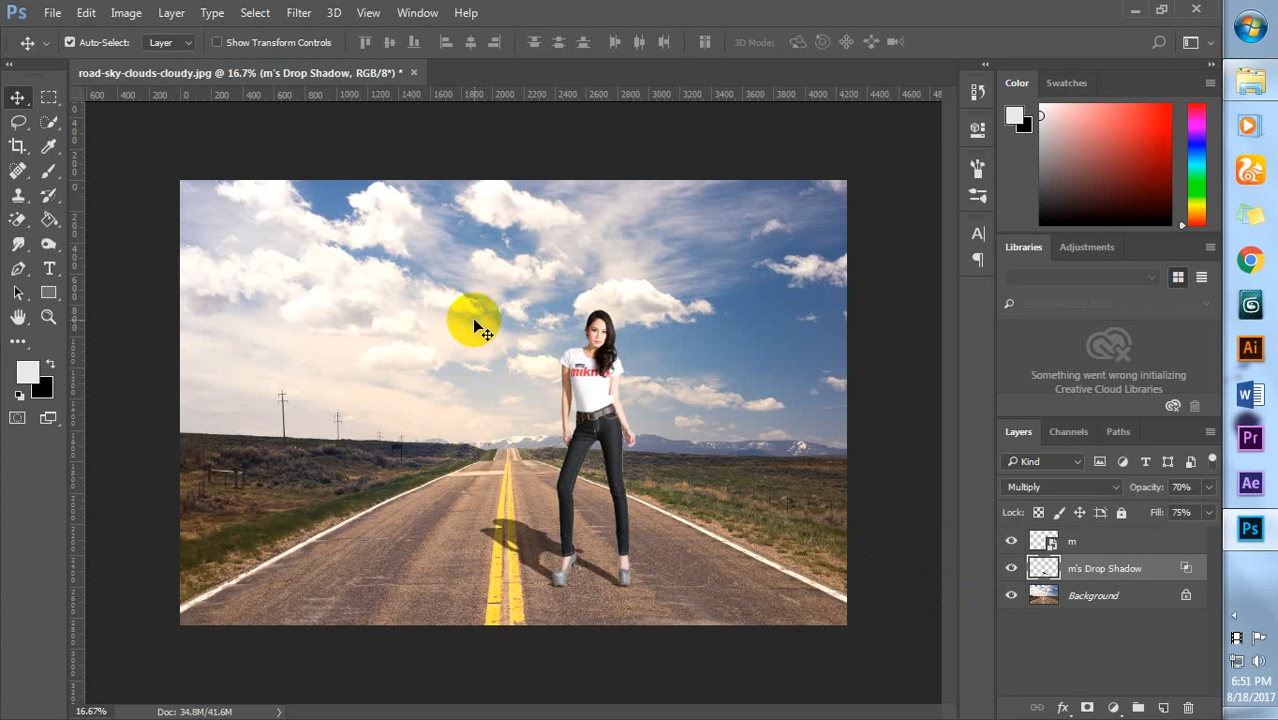 Ps File Edit Image Layer Type Select Filter 3D View Window Help
Auto-Select: Layer Show Transform Controls 3D Mode:
road-sky-clouds-cloudy.jpg @ 16.7% (m's Drop Shadow, RGB/8*) *
600 400 200 0 200 400 600 800 1000 1200 1400 1600 1800 2000 2200 2400 2600 2800 3000 3200 3400 3600 3800 4000 4200 4400 4600
Color Swatches
Libraries Adjustments
Something went wrong initializing
Creative Cloud Libraries
Layers Channels Paths
Kind
Multiply Opacity: 70%
Lock: Fill: 75%
m
m's Drop Shadow
Background
16.67% Doc: 34.8M/41.6M
Ai
W
Pr
Ae
Ps
6:51 PM
8/18/2017